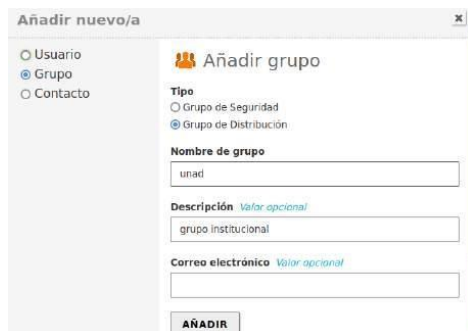 Añadir nuevo/a
Usuario
Grupo
Contacto
Añadir grupo
Tipo
Grupo de Seguridad
Grupo de Distribución
Nombre de grupo
unad
Descripción Valor opcional
grupo institucional
Correo electrónico Valor opcional
AÑADIR